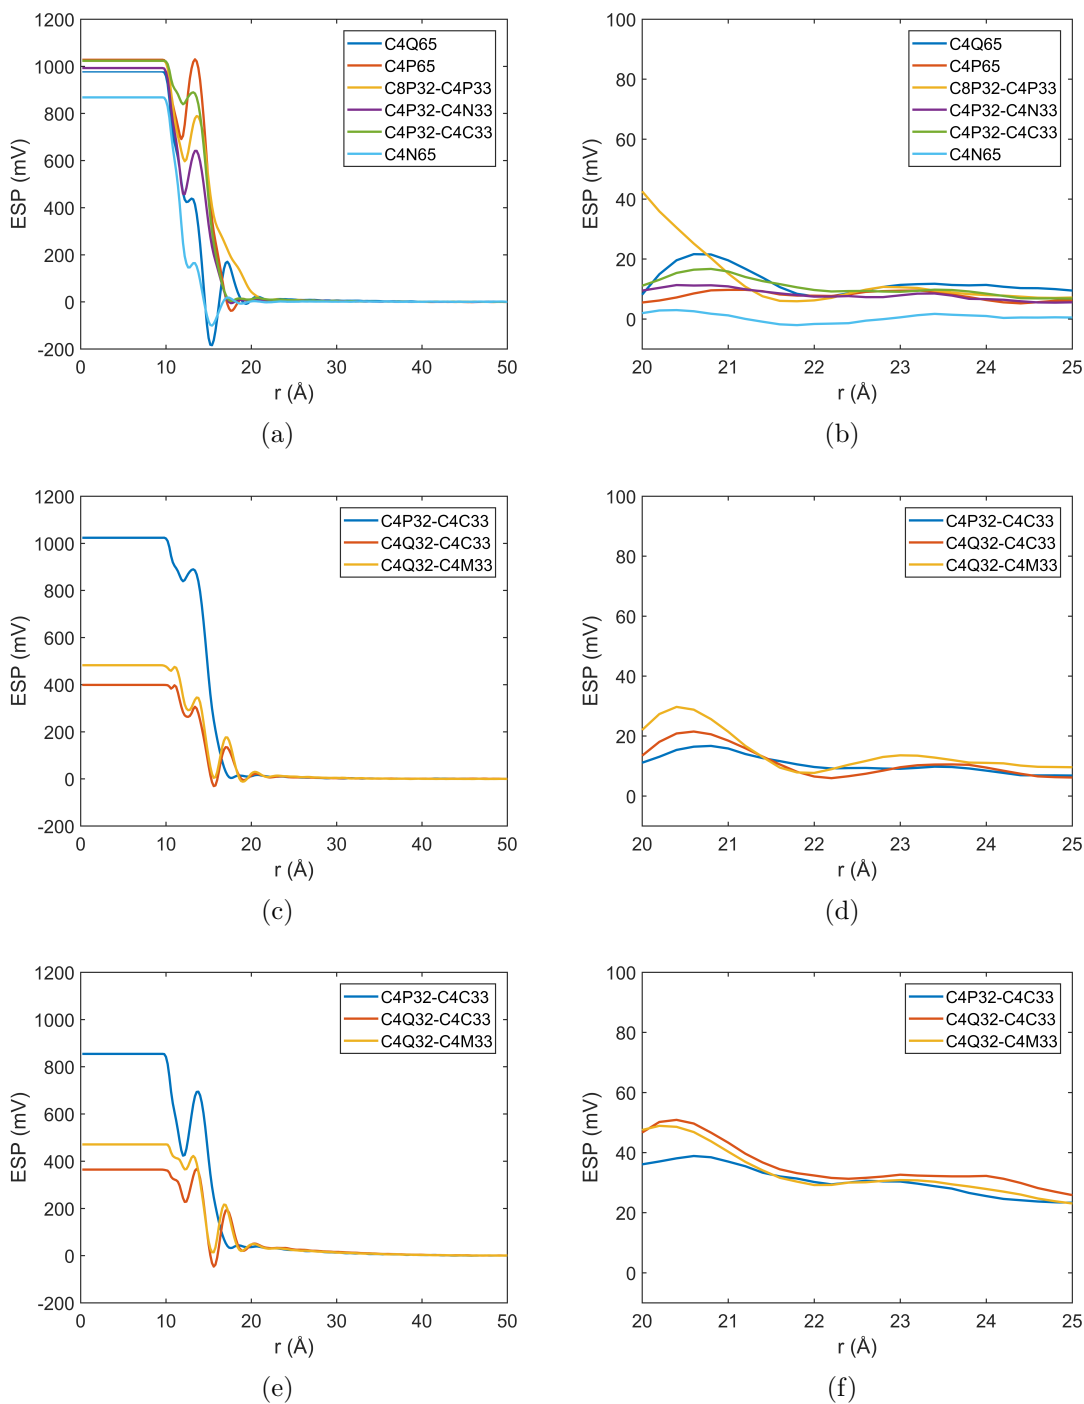 1200
1000
800
600
400
200
0
-200
ESP (mV)
0 10 20 30 40 50
r (Å)
C4Q65
C4P65
C8P32-C4P33
C4P32-C4N33
C4P32-C4C33
C4N65
(a)
100
80
60
40
20
0
ESP (mV)
20 21 22 23 24 25
r (Å)
C4Q65
C4P65
C8P32-C4P33
C4P32-C4N33
C4P32-C4C33
C4N65
(b)
1200
1000
800
600
400
200
0
-200
ESP (mV)
0 10 20 30 40 50
r (Å)
C4P32-C4C33
C4Q32-C4C33
C4Q32-C4M33
(c)
100
80
60
40
20
0
ESP (mV)
20 21 22 23 24 25
r (Å)
C4P32-C4C33
C4Q32-C4C33
C4Q32-C4M33
(d)
1200
1000
800
600
400
200
0
-200
ESP (mV)
0 10 20 30 40 50
r (Å)
C4P32-C4C33
C4Q32-C4C33
C4Q32-C4M33
(e)
100
80
60
40
20
0
ESP (mV)
20 21 22 23 24 25
r (Å)
C4P32-C4C33
C4Q32-C4C33
C4Q32-C4M33
(f)